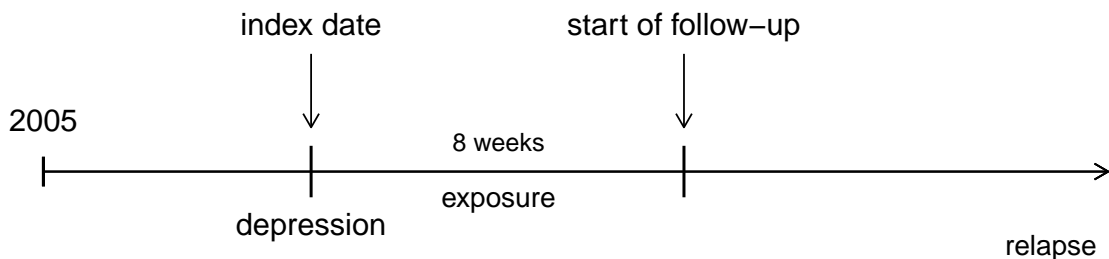 index date
start of follow−up
2005
8 weeks
exposure
depression
relapse